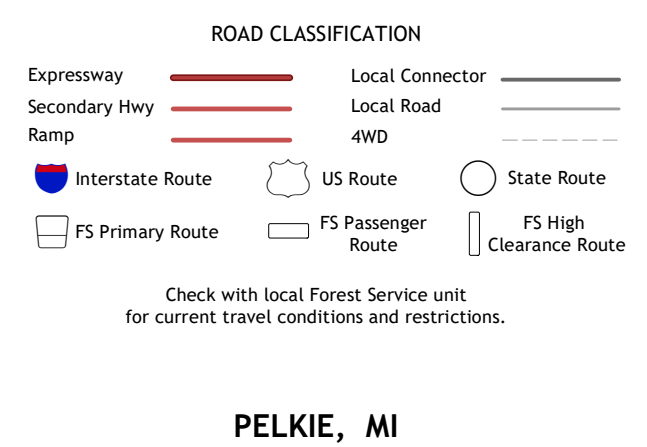 ROAD CLASSIFICATION
Expressway
Local Connector
Secondary Hwy
Local Road
Ramp
4WD
Interstate Route
US Route
State Route
FS Primary Route
FS Passenger
Route
FS High
Clearance Route
Check with local Forest Service unit
for current travel conditions and restrictions.
PELKIE, MI